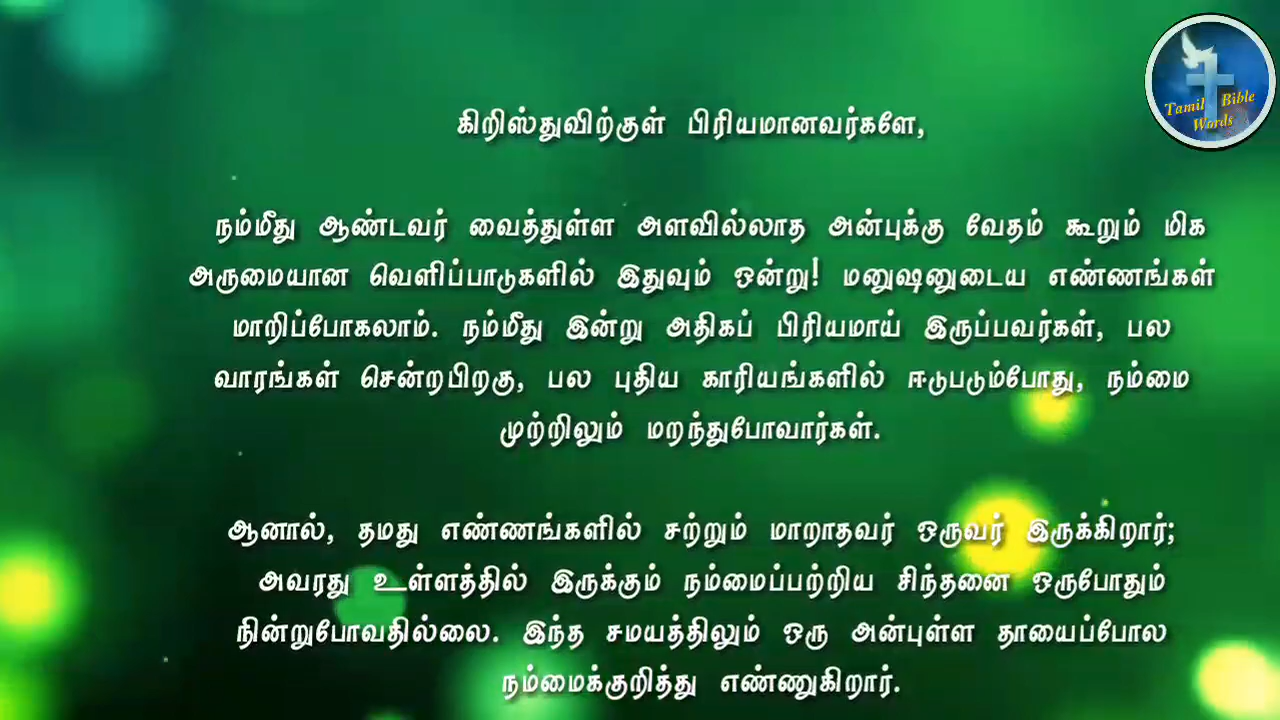 Tamil Bible
Words
கிறிஸ்துவிற்குள் பிரியமானவர்களே,
நம்மீது ஆண்டவர் வைத்துள்ள அளவில்லாத அன்புக்கு வேதம் கூறும் மிக
அருமையான வெளிப்பாடுகளில் இதுவும் ஒன்று! மனுஷனுடைய எண்ணங்கள்
மாறிப்போகலாம். நம்மீது இன்று அதிகப் பிரியமாய் இருப்பவர்கள், பல
வாரங்கள் சென்றபிறகு, பல புதிய காரியங்களில் ஈடுபடும்போது, நம்மை
முற்றிலும் மறந்துபோவார்கள்.
ஆனால், தமது எண்ணங்களில் சற்றும் மாறாதவர் ஒருவர் இருக்கிறார்;
அவரது உள்ளத்தில் இருக்கும் நம்மைப்பற்றிய சிந்தனை ஒருபோதும்
நின்றுபோவதில்லை. இந்த சமயத்திலும் ஒரு அன்புள்ள தாயைப்போல
நம்மைக்குறித்து எண்ணுகிறார்.